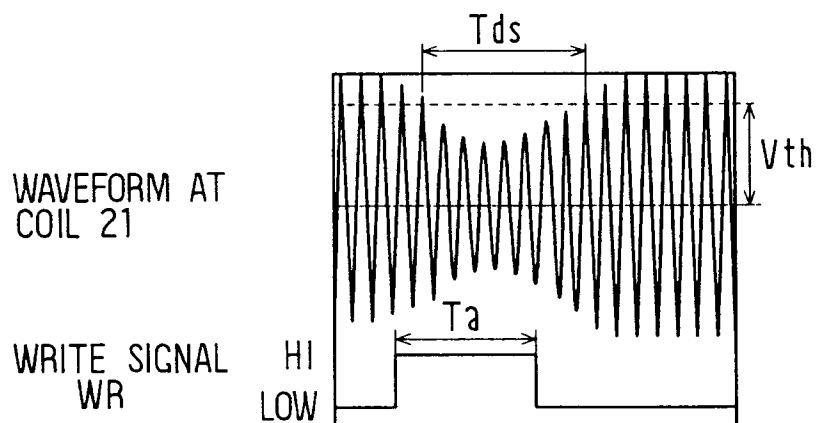 Tds
Vth
WAVEFORM AT
COIL 21
Ta
WRITE SIGNAL HI
WR
LOW